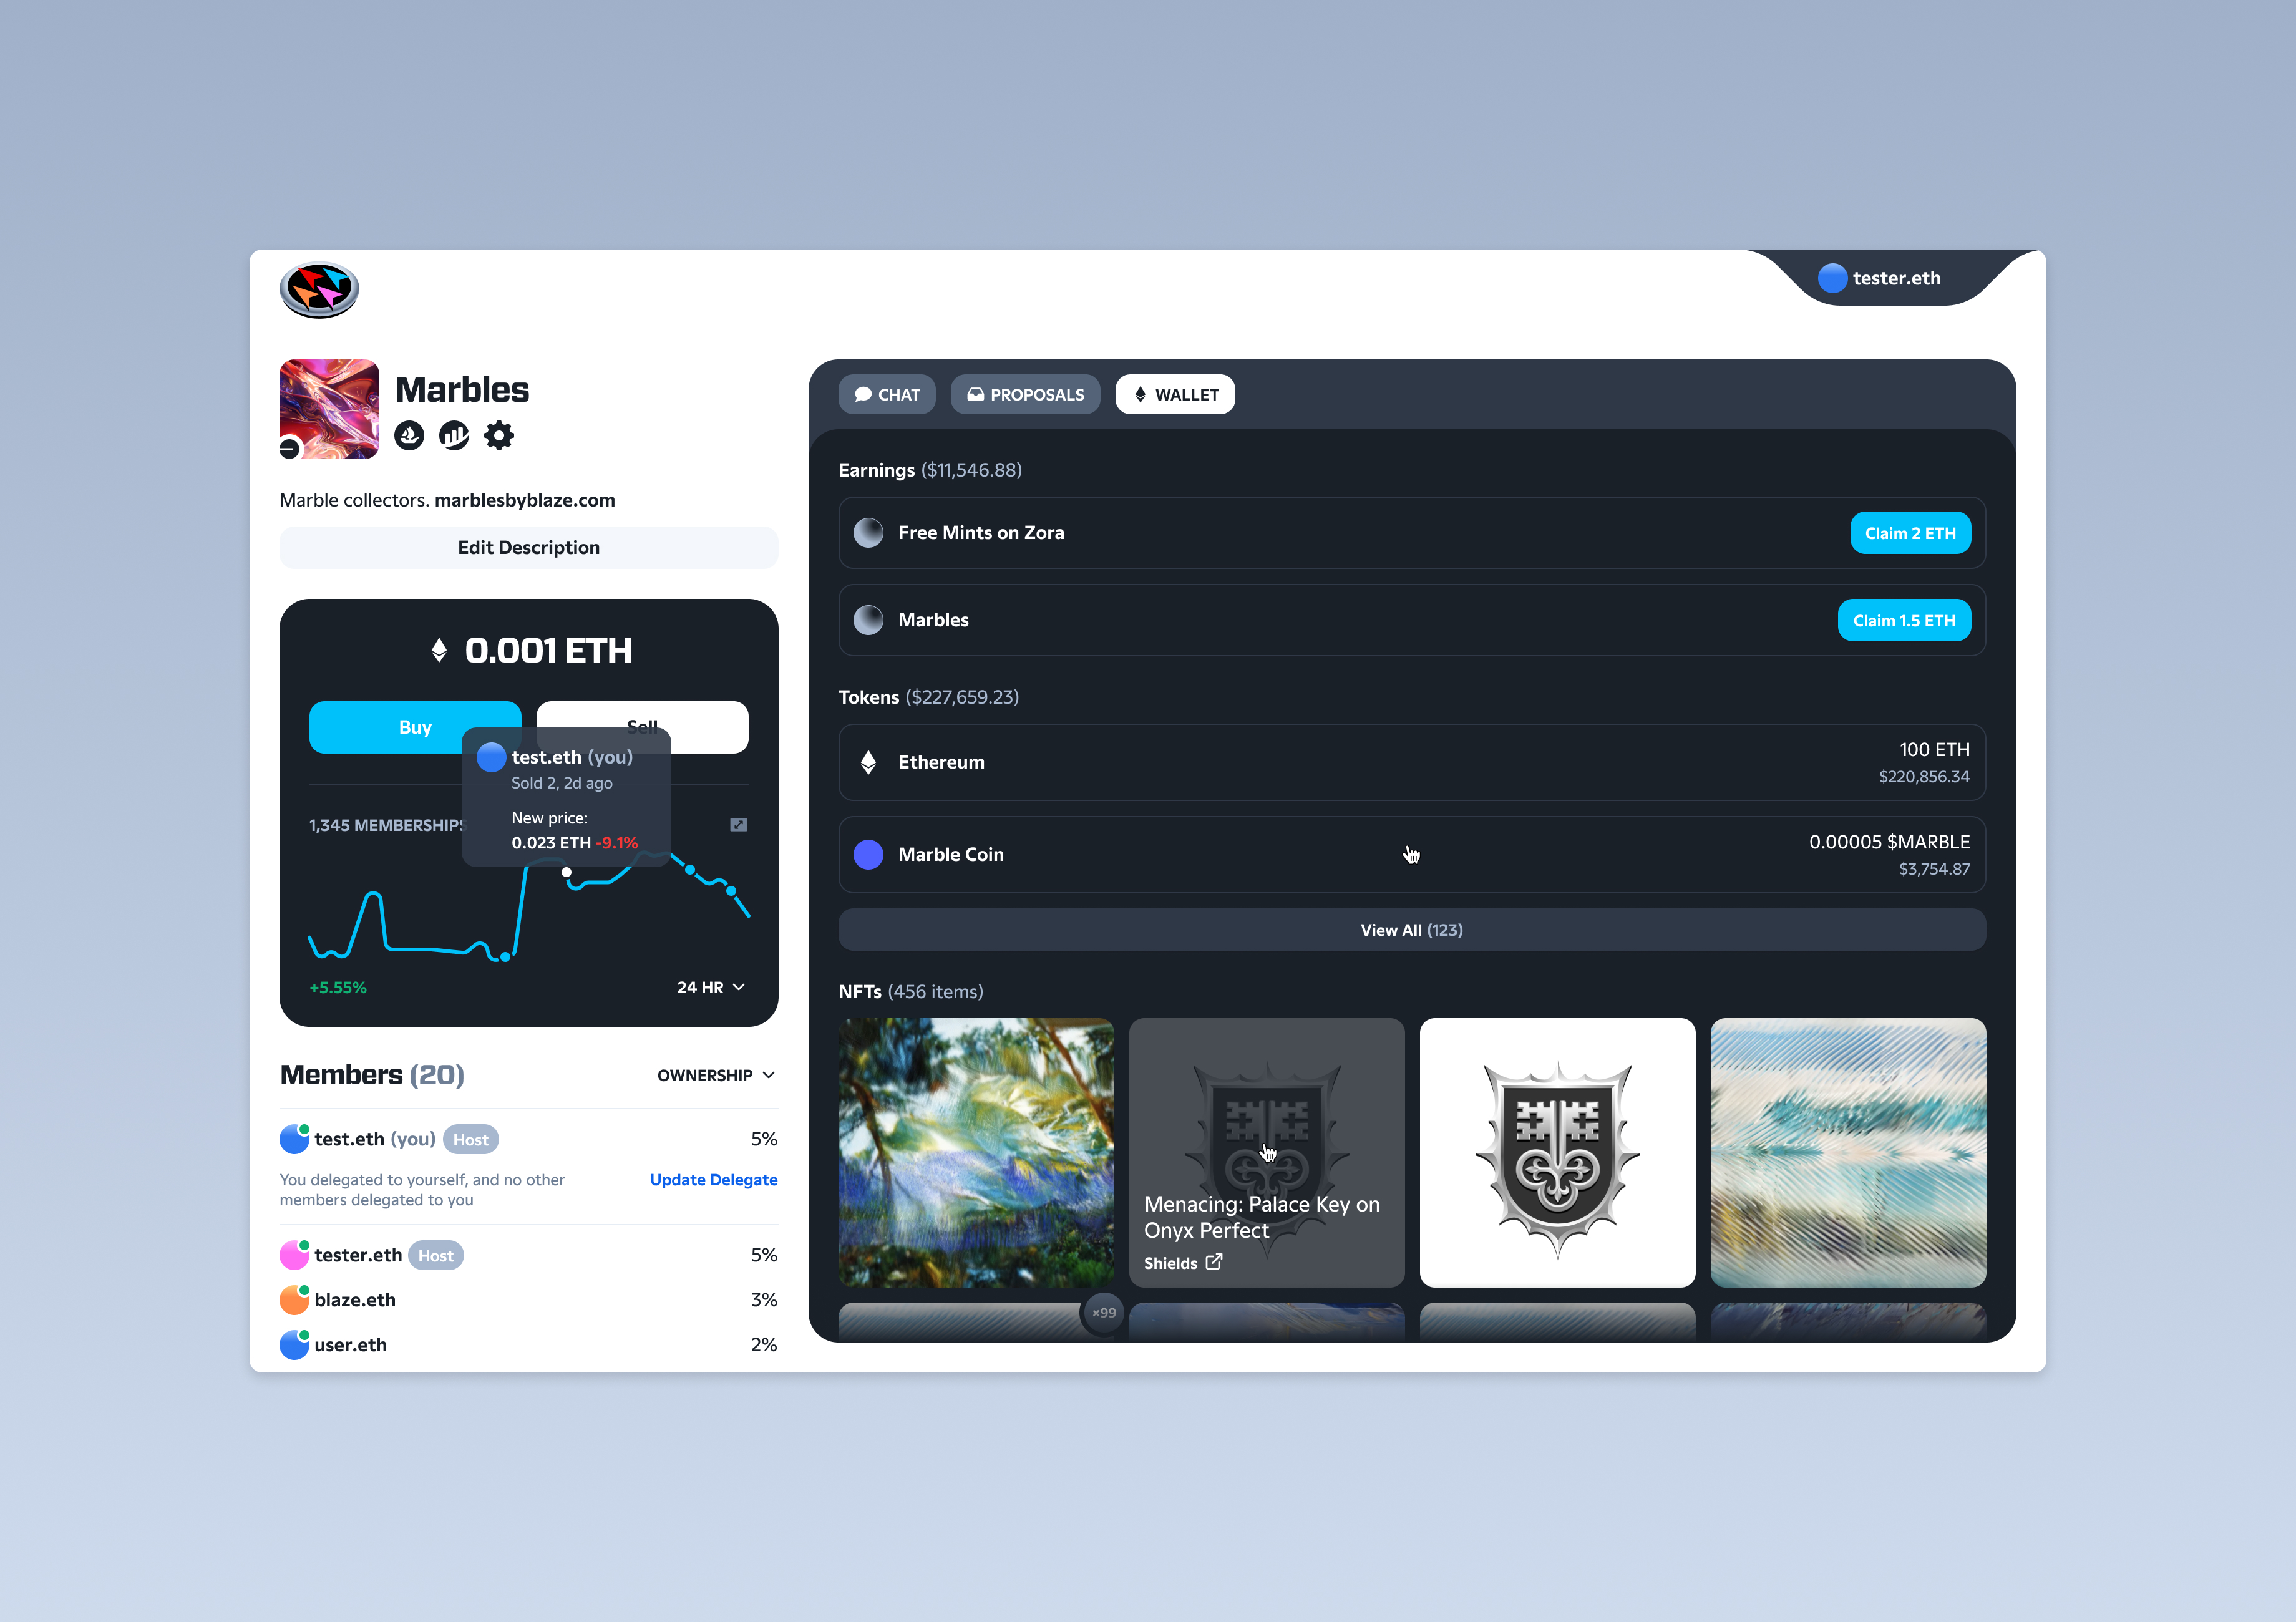 tester.eth
Marbles
Marble collectors. marblesbyblaze.com
Edit Description
0.001 ETH
Buy
Sell
test.eth (you)
Sold 2, 2d ago
New price:
0.023 ETH -9.1%
1,345 MEMBERSHIPS
+5.55%
24 HR
Members (20)
OWNERSHIP
test.eth (you) Host 5%
You delegated to yourself, and no other
members delegated to you
Update Delegate
tester.eth Host 5%
blaze.eth 3%
user.eth 2%
CHAT
PROPOSALS
WALLET
Earnings ($11,546.88)
Free Mints on Zora
Claim 2 ETH
Marbles
Claim 1.5 ETH
Tokens ($227,659.23)
Ethereum
100 ETH
$220,856.34
Marble Coin
0.00005 $MARBLE
$3,754.87
View All (123)
NFTs (456 items)
Menacing: Palace Key on
Onyx Perfect
Shields
×99